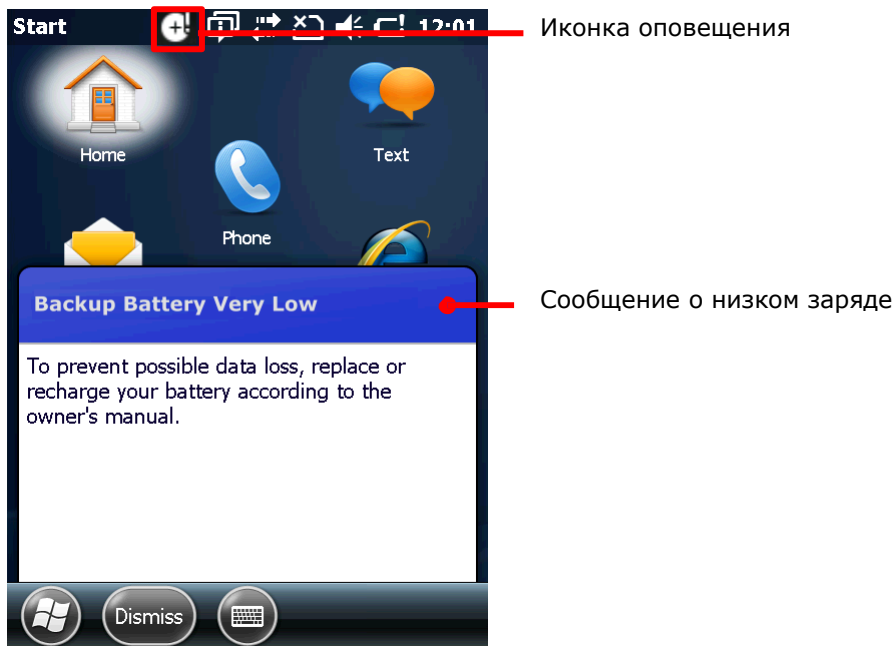 Start
12:01
Иконка оповещения
Home
Text
Phone
Backup Battery Very Low
Сообщение о низком заряде
To prevent possible data loss, replace or
recharge your battery according to the
owner's manual.
Dismiss